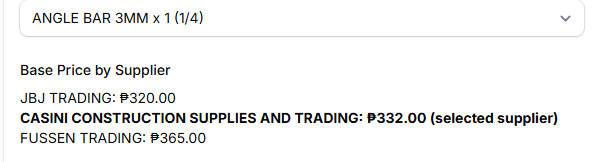 ANGLE BAR 3MM x 1 (1/4)
Base Price by Supplier
JBJ TRADING: ₱320.00
CASINI CONSTRUCTION SUPPLIES AND TRADING: ₱332.00 (selected supplier)
FUSSEN TRADING: ₱365.00